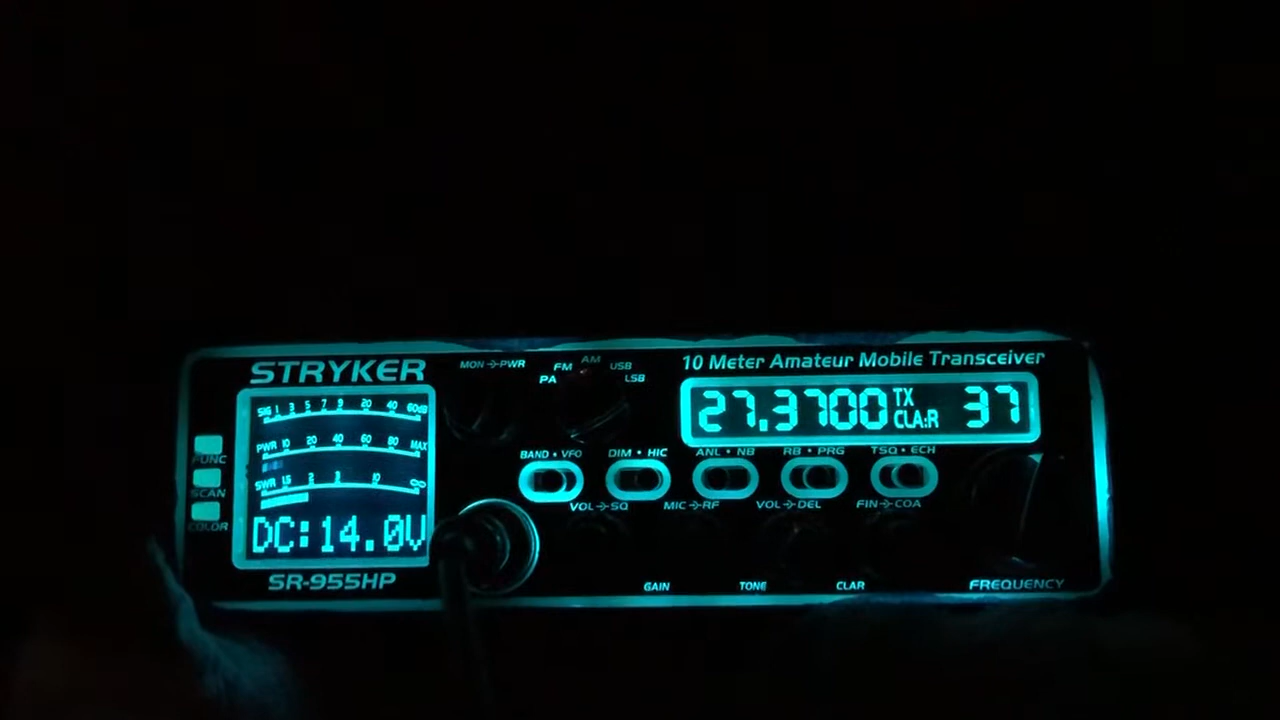 STRYKER
SIG 1 3 5 7 9 20 40 60dB
PWR 10 20 40 60 80 MAX
SWR 1.5 2 3 10 ∞
DC:14.0V
SR-955HP
FUNC
SCAN
COLOR
MON→PWR
PA FM AM USB LSB
10 Meter Amateur Mobile Transceiver
27.3700 TX CLA:R 37
BAND • VFO DIM • HIC ANL • NB RB • PRG TSQ • ECH
VOL→SQ MIC→RF VOL→DEL FIN→COA
GAIN TONE CLAR FREQUENCY